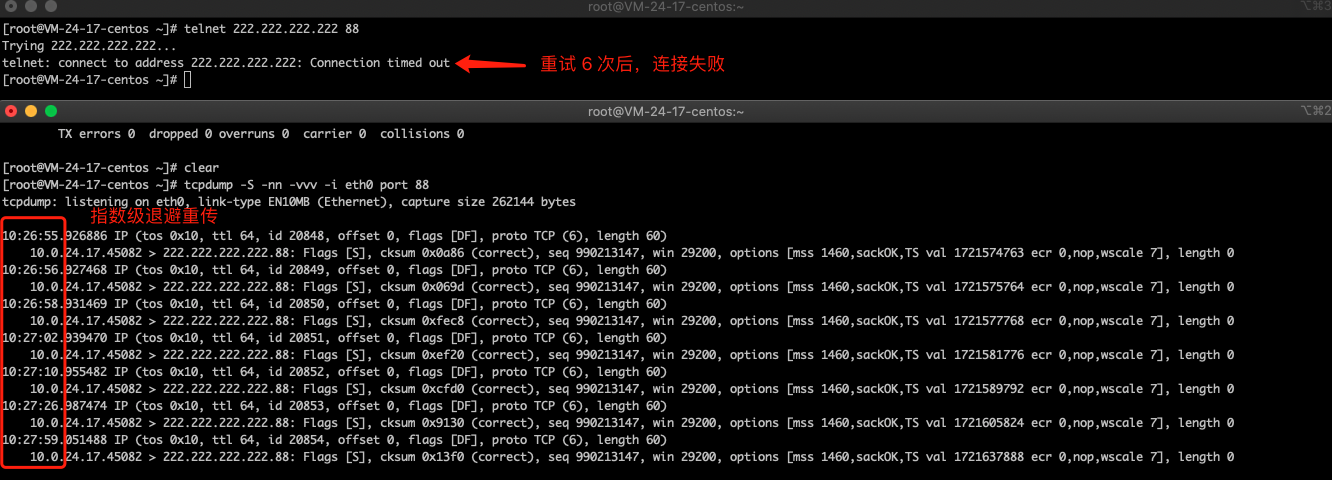 root@VM-24-17-centos:~ ⌥⌘3
[root@VM-24-17-centos ~]# telnet 222.222.222.222 88
Trying 222.222.222.222...
telnet: connect to address 222.222.222.222: Connection timed out 重试 6 次后，连接失败
[root@VM-24-17-centos ~]#
root@VM-24-17-centos:~ ⌥⌘2
TX errors 0  dropped 0 overruns 0  carrier 0  collisions 0
[root@VM-24-17-centos ~]# clear
[root@VM-24-17-centos ~]# tcpdump -S -nn -vvv -i eth0 port 88
tcpdump: listening on eth0, link-type EN10MB (Ethernet), capture size 262144 bytes
指数级退避重传
10:26:55.926886 IP (tos 0x10, ttl 64, id 20848, offset 0, flags [DF], proto TCP (6), length 60)
10.0.24.17.45082 > 222.222.222.222.88: Flags [S], cksum 0x0a86 (correct), seq 990213147, win 29200, options [mss 1460,sackOK,TS val 1721574763 ecr 0,nop,wscale 7], length 0
10:26:56.927468 IP (tos 0x10, ttl 64, id 20849, offset 0, flags [DF], proto TCP (6), length 60)
10.0.24.17.45082 > 222.222.222.222.88: Flags [S], cksum 0x069d (correct), seq 990213147, win 29200, options [mss 1460,sackOK,TS val 1721575764 ecr 0,nop,wscale 7], length 0
10:26:58.931469 IP (tos 0x10, ttl 64, id 20850, offset 0, flags [DF], proto TCP (6), length 60)
10.0.24.17.45082 > 222.222.222.222.88: Flags [S], cksum 0xfec8 (correct), seq 990213147, win 29200, options [mss 1460,sackOK,TS val 1721577768 ecr 0,nop,wscale 7], length 0
10:27:02.939470 IP (tos 0x10, ttl 64, id 20851, offset 0, flags [DF], proto TCP (6), length 60)
10.0.24.17.45082 > 222.222.222.222.88: Flags [S], cksum 0xef20 (correct), seq 990213147, win 29200, options [mss 1460,sackOK,TS val 1721581776 ecr 0,nop,wscale 7], length 0
10:27:10.955482 IP (tos 0x10, ttl 64, id 20852, offset 0, flags [DF], proto TCP (6), length 60)
10.0.24.17.45082 > 222.222.222.222.88: Flags [S], cksum 0xcfd0 (correct), seq 990213147, win 29200, options [mss 1460,sackOK,TS val 1721589792 ecr 0,nop,wscale 7], length 0
10:27:26.987474 IP (tos 0x10, ttl 64, id 20853, offset 0, flags [DF], proto TCP (6), length 60)
10.0.24.17.45082 > 222.222.222.222.88: Flags [S], cksum 0x9130 (correct), seq 990213147, win 29200, options [mss 1460,sackOK,TS val 1721605824 ecr 0,nop,wscale 7], length 0
10:27:59.051488 IP (tos 0x10, ttl 64, id 20854, offset 0, flags [DF], proto TCP (6), length 60)
10.0.24.17.45082 > 222.222.222.222.88: Flags [S], cksum 0x13f0 (correct), seq 990213147, win 29200, options [mss 1460,sackOK,TS val 1721637888 ecr 0,nop,wscale 7], length 0